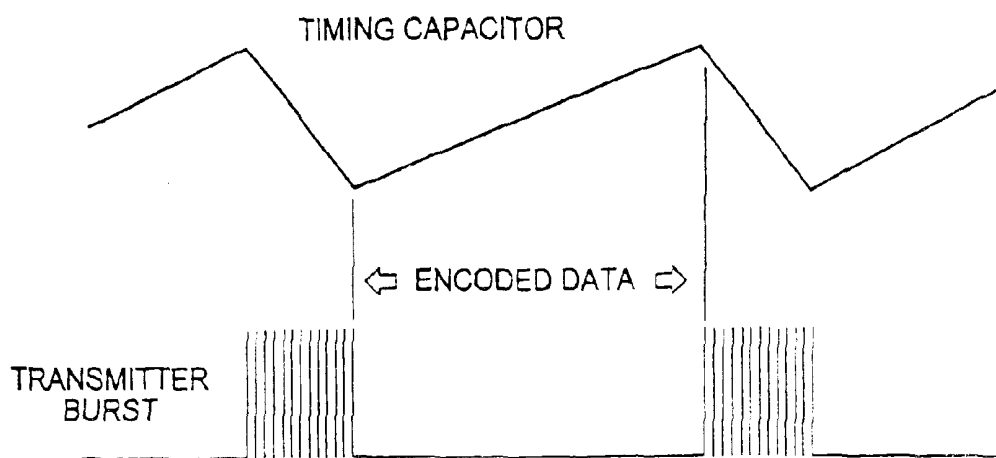 TIMING CAPACITOR
ENCODED DATA
TRANSMITTER
BURST